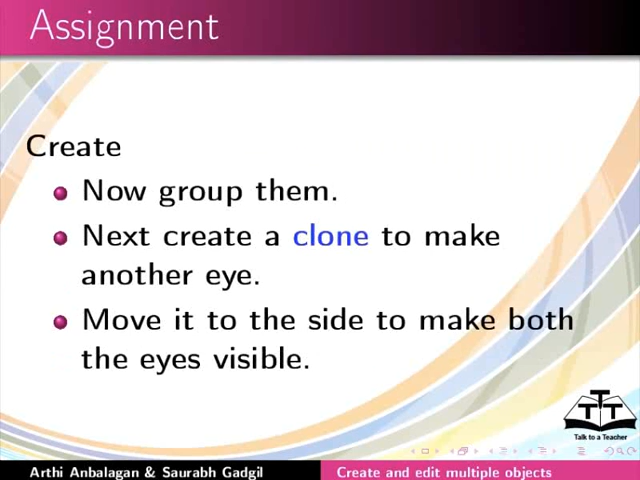 Assignment
Create
Now group them.
Next create a clone to make
another eye.
Move it to the side to make both
the eyes visible.
TTT
Talk to a Teacher
Arthi Anbalagan & Saurabh Gadgil
Create and edit multiple objects